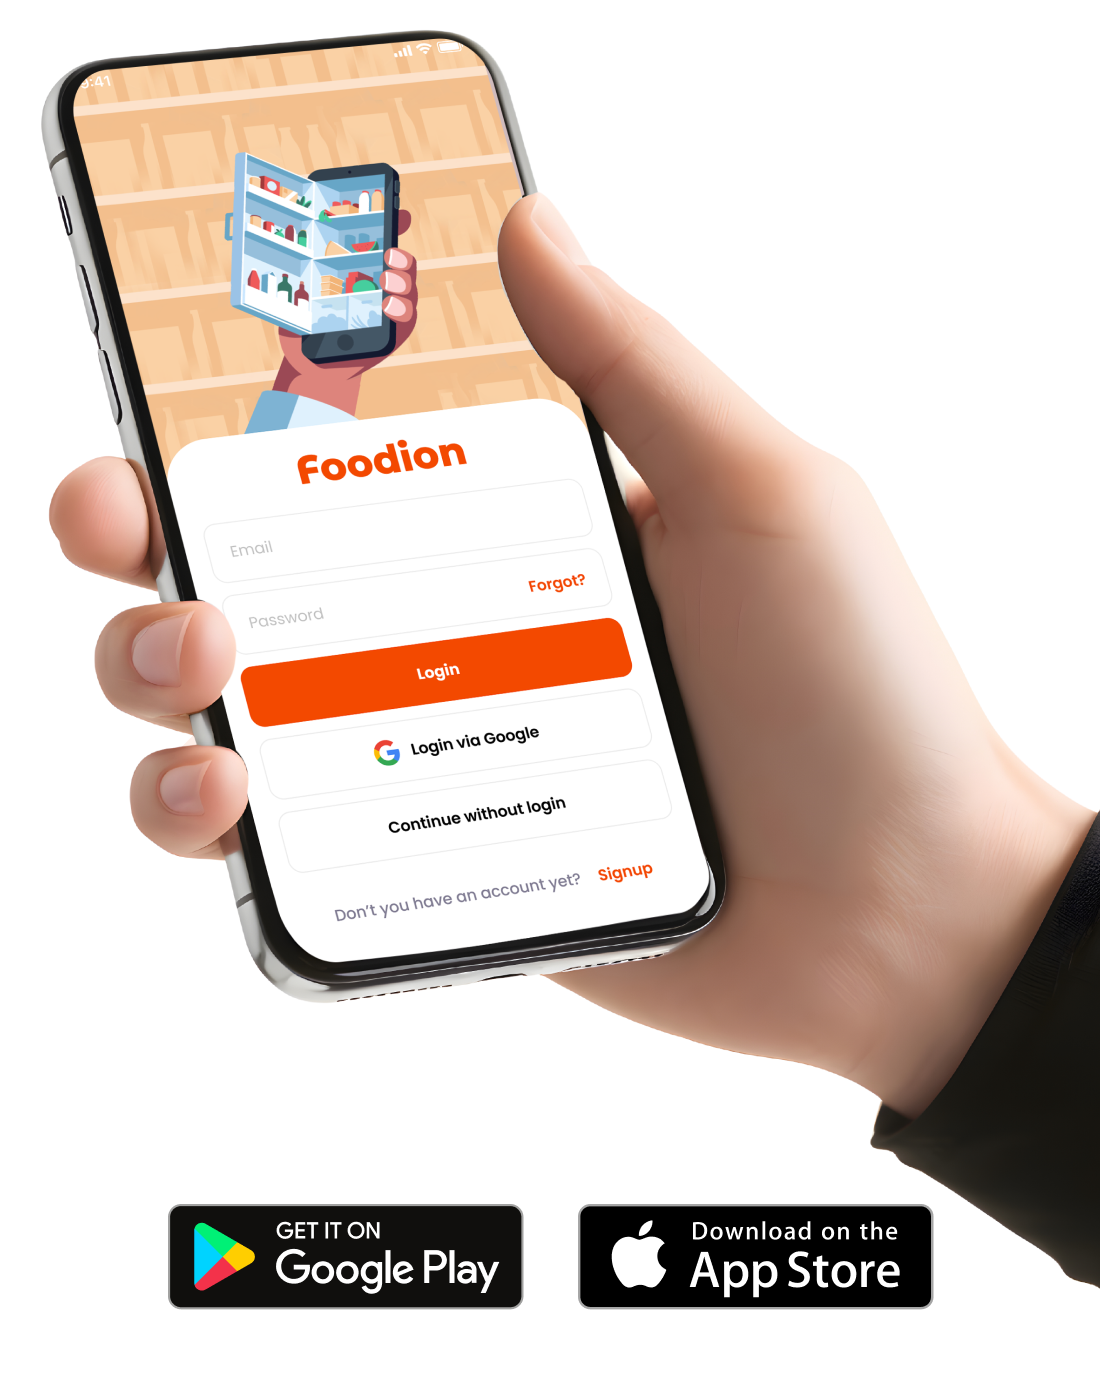 9:41
Foodion
Email
Password
Forgot?
Login
Login via Google
Continue without login
Don't you have an account yet? Signup
GET IT ON
Google Play
Download on the
App Store